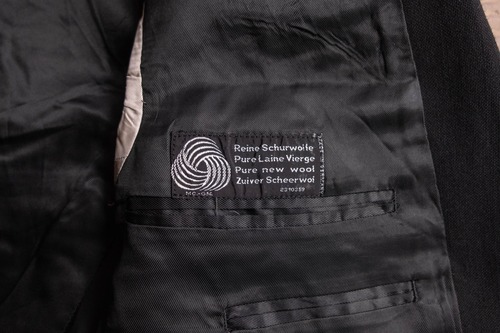 Reine Schurwolle
Pure Laine Vierge
Pure new wool
Zuiver Scheerwol